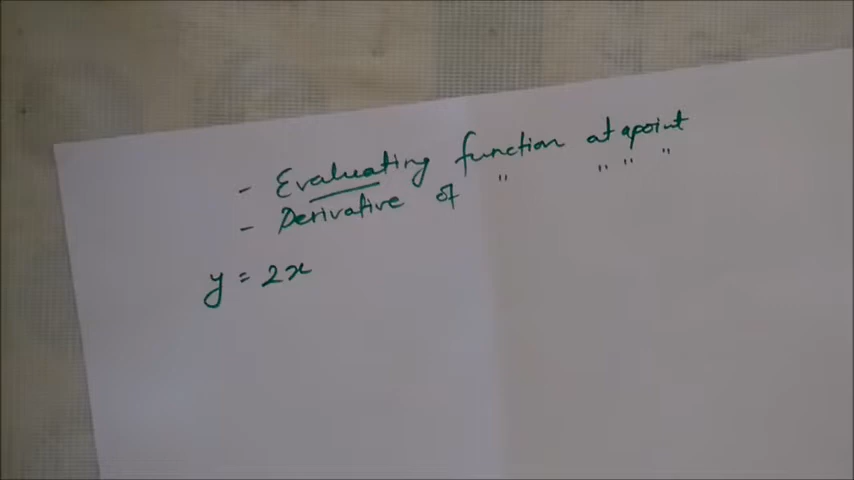 - Evaluating function at a point
- Derivative of " " " "
y = 2x